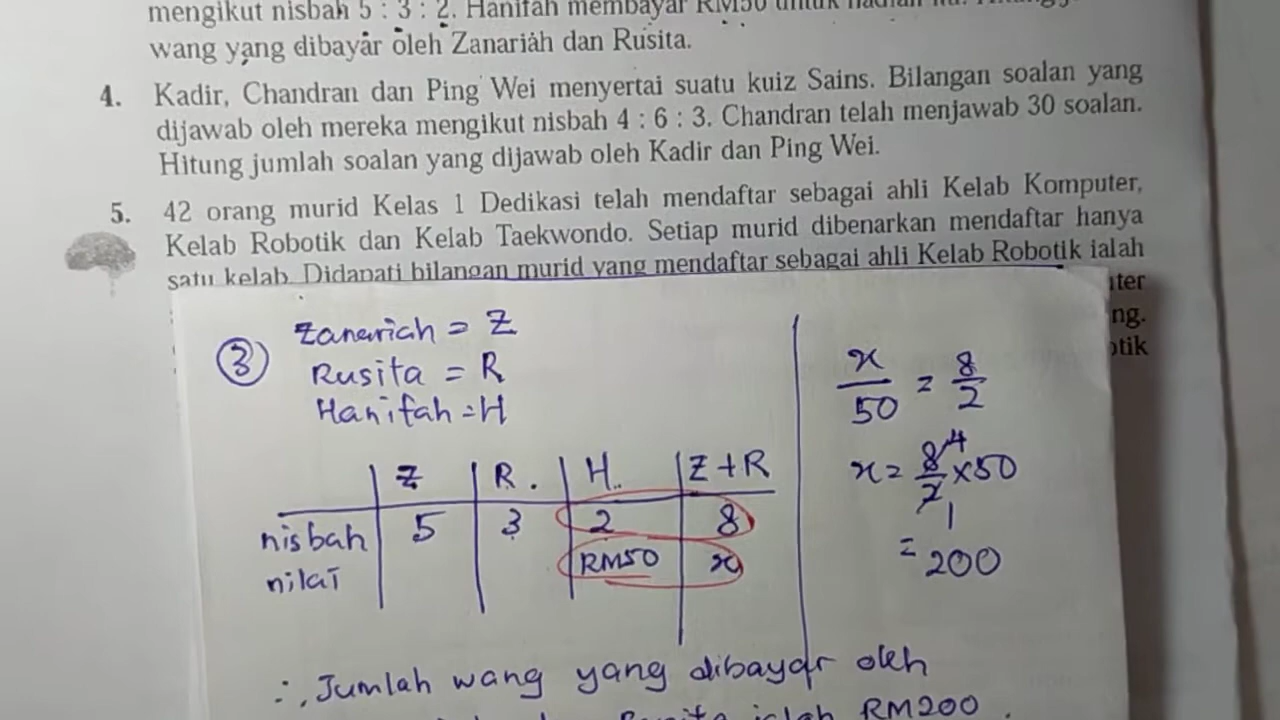 mengikut nisbah 5 : 3 : 2. Hanifah membayar RM50 untuk
wang yang dibayar oleh Zanariah dan Rusita.
4. Kadir, Chandran dan Ping Wei menyertai suatu kuiz Sains. Bilangan soalan yang
dijawab oleh mereka mengikut nisbah 4 : 6 : 3. Chandran telah menjawab 30 soalan.
Hitung jumlah soalan yang dijawab oleh Kadir dan Ping Wei.
5. 42 orang murid Kelas 1 Dedikasi telah mendaftar sebagai ahli Kelab Komputer,
Kelab Robotik dan Kelab Taekwondo. Setiap murid dibenarkan mendaftar hanya
satu kelab. Didapati bilangan murid yang mendaftar sebagai ahli Kelab Robotik ialah
③ Zanariah = Z
Rusita = R
Hanifah = H
Z R. H.. Z + R
nisbah 5 3 2 8
nilai RM50 x
x/50 = 8/2
x = 8/2 4 x 50
1
= 200
∴, Jumlah wang yang dibayar oleh
ialah RM200.